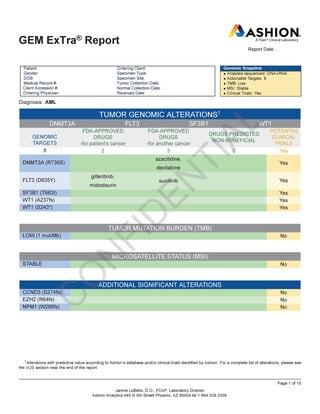 ASHION
A TGen Clinical Laboratory
GEM ExTra® Report
Report Date:
Patient:
Gender:
DOB:
Medical Record #:
Client Accession #:
Ordering Physician:
Ordering Client:
Specimen Type:
Specimen Site:
Tumor Collection Date:
Normal Collection Date:
Received Date:
Genomic Snapshot:
● Analytes sequenced: DNA+RNA
● Actionable Targets: 8
● TMB: Low
● MSI: Stable
● Clinical Trials: Yes
Diagnosis: AML
TUMOR GENOMIC ALTERATIONS1
DNMT3A FLT3 SF3B1 WT1
GENOMIC TARGETS
FDA-APPROVED DRUGS -for patient's cancer
FDA-APPROVED DRUGS -for another cancer
DRUGS PREDICTED NON-BENEFICIAL
POTENTIAL CLINICAL TRIALS
8 2 3 0 Yes
DNMT3A (R736S) azacitidine, decitabine Yes
FLT3 (D835Y) gilteritinib, midostaurin sunitinib Yes
SF3B1 (T663I) Yes
WT1 (A237fs) Yes
WT1 (S243*) Yes
TUMOR MUTATION BURDEN (TMB)
LOW (1 mut/Mb) No
MICROSATELLITE STATUS (MSI)
STABLE No
ADDITIONAL SIGNIFICANT ALTERATIONS
CCND3 (S274N) No
EZH2 (R64N) No
NPM1 (W288fs) No
CONFIDENTIAL
1Alterations with predictive value according to Ashion's database and/or clinical trials identified by Ashion. For a complete list of alterations, please see
the VUS section near the end of the report.
Page 1 of 15
Janine LoBello, D.O., FCAP, Laboratory Director
Ashion Analytics 445 N 5th Street Phoenix, AZ 85004 tel 1.844.539.3309